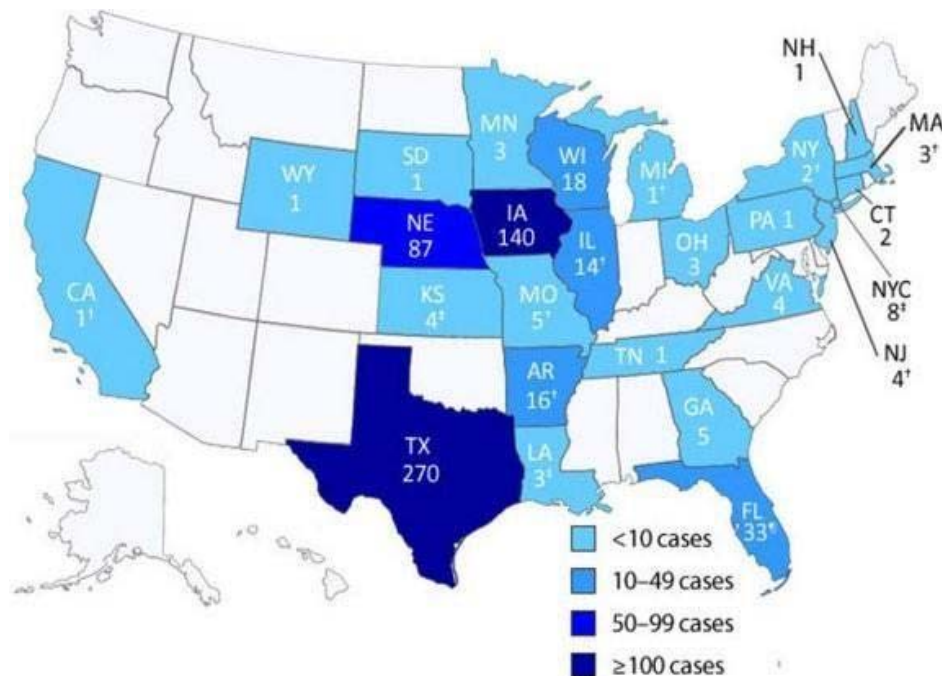 NH
1
MA
3†
MN
3
WI
18
MI
1†
NY
2†
SD
1
WY
1
CT
2
NE
87
IA
140
IL
14†
OH
3
PA 1
NYC
8‡
CA
1†
KS
4‡
MO
5†
VA
4
NJ
4†
TN 1
AR
16†
GA
5
TX
270
LA
3‡
FL
33¶
<10 cases
10–49 cases
50–99 cases
≥100 cases